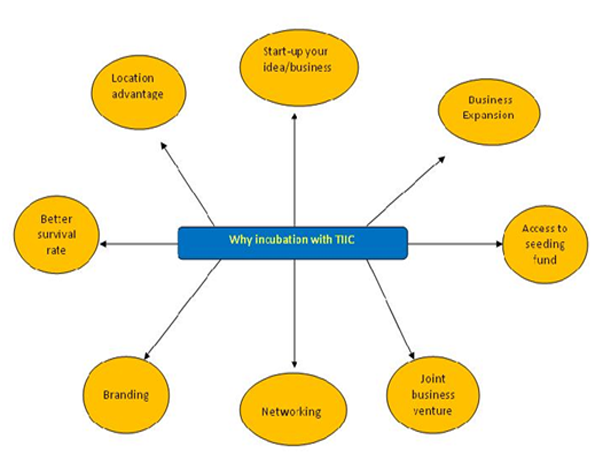 Start-up your
idea/business
Location
advantage
Dusiness
Expansion
Better
survival
rate
Why incubation with TIIC
Access to
seeding
fund
Branding
Networking
Joint
business
venture